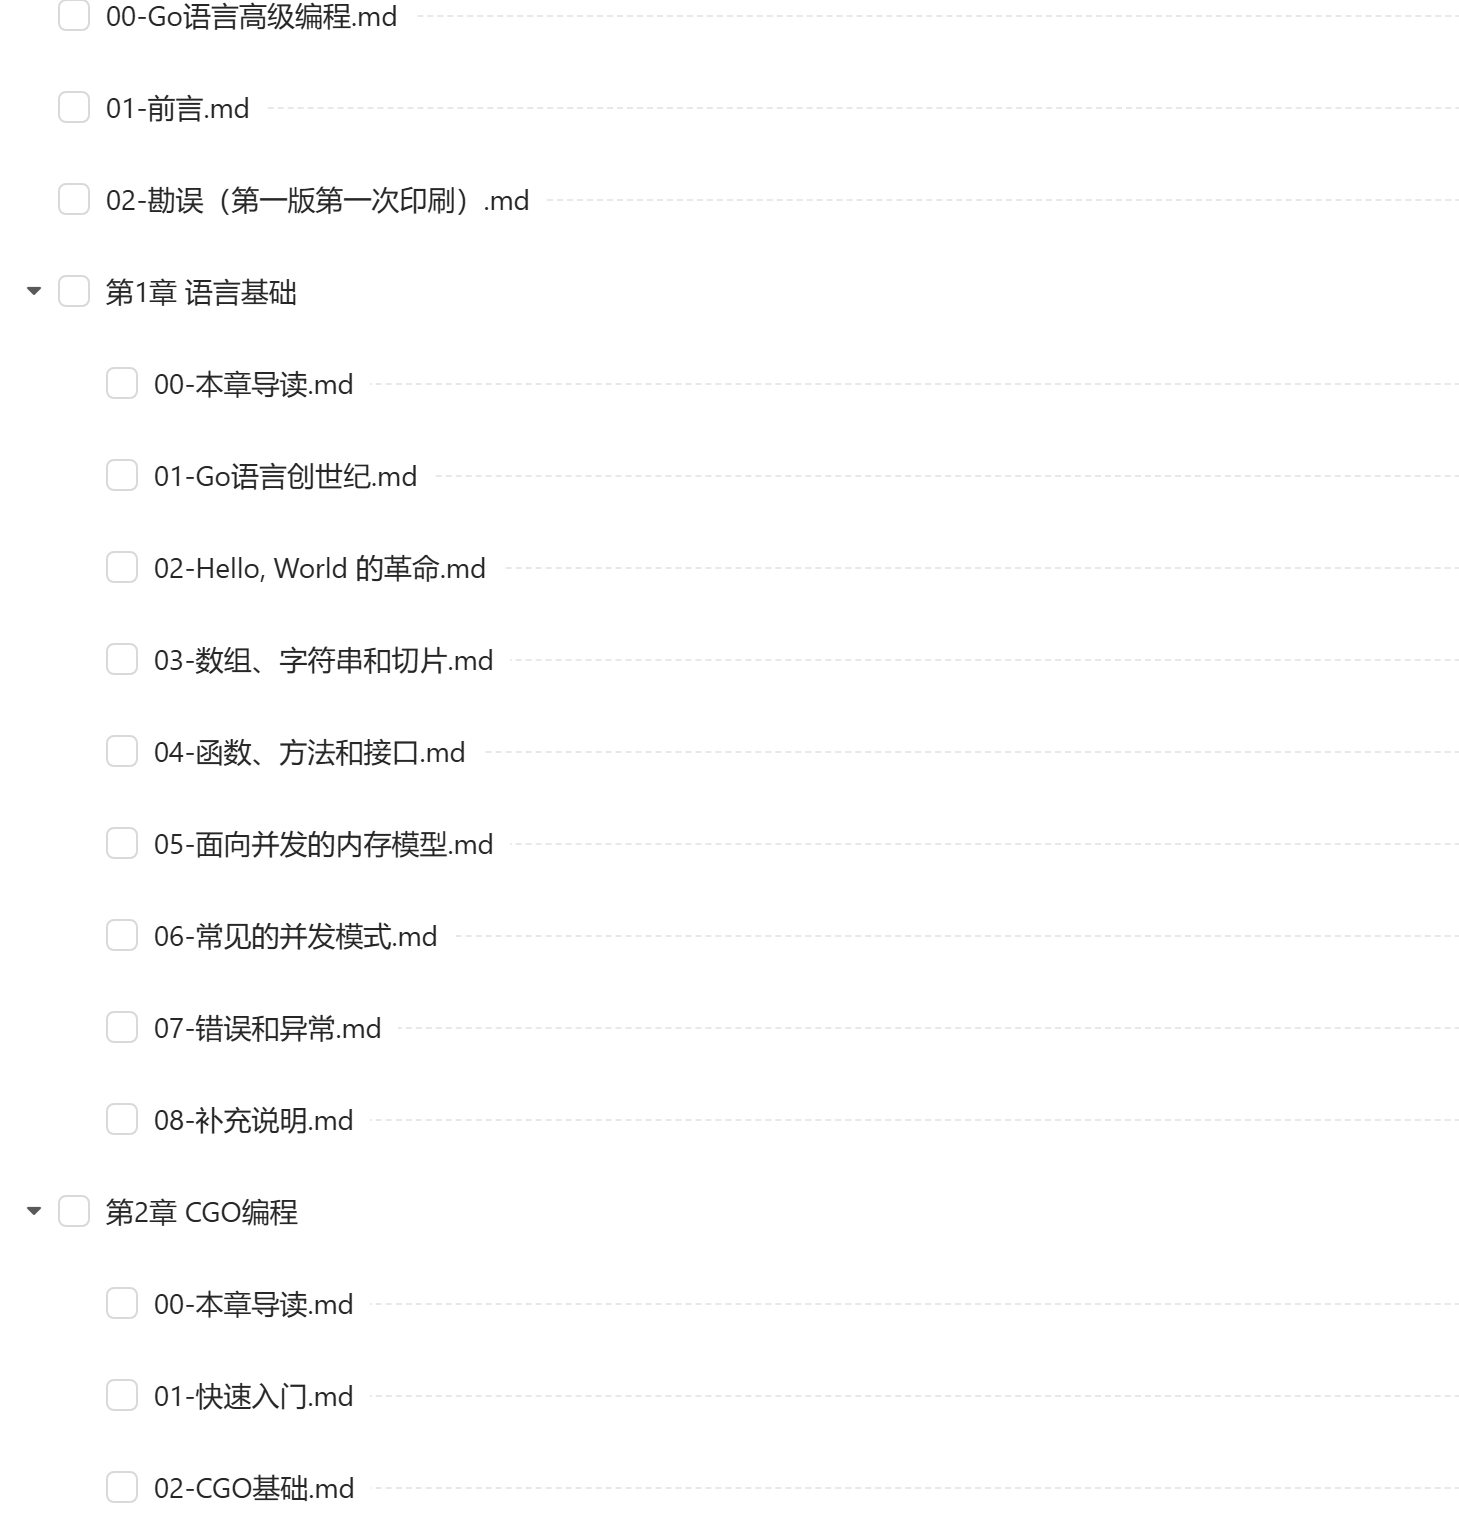 00-Go语言高级编程.md
01-前言.md
02-勘误（第一版第一次印刷）.md
第1章 语言基础
00-本章导读.md
01-Go语言创世纪.md
02-Hello, World 的革命.md
03-数组、字符串和切片.md
04-函数、方法和接口.md
05-面向并发的内存模型.md
06-常见的并发模式.md
07-错误和异常.md
08-补充说明.md
第2章 CGO编程
00-本章导读.md
01-快速入门.md
02-CGO基础.md